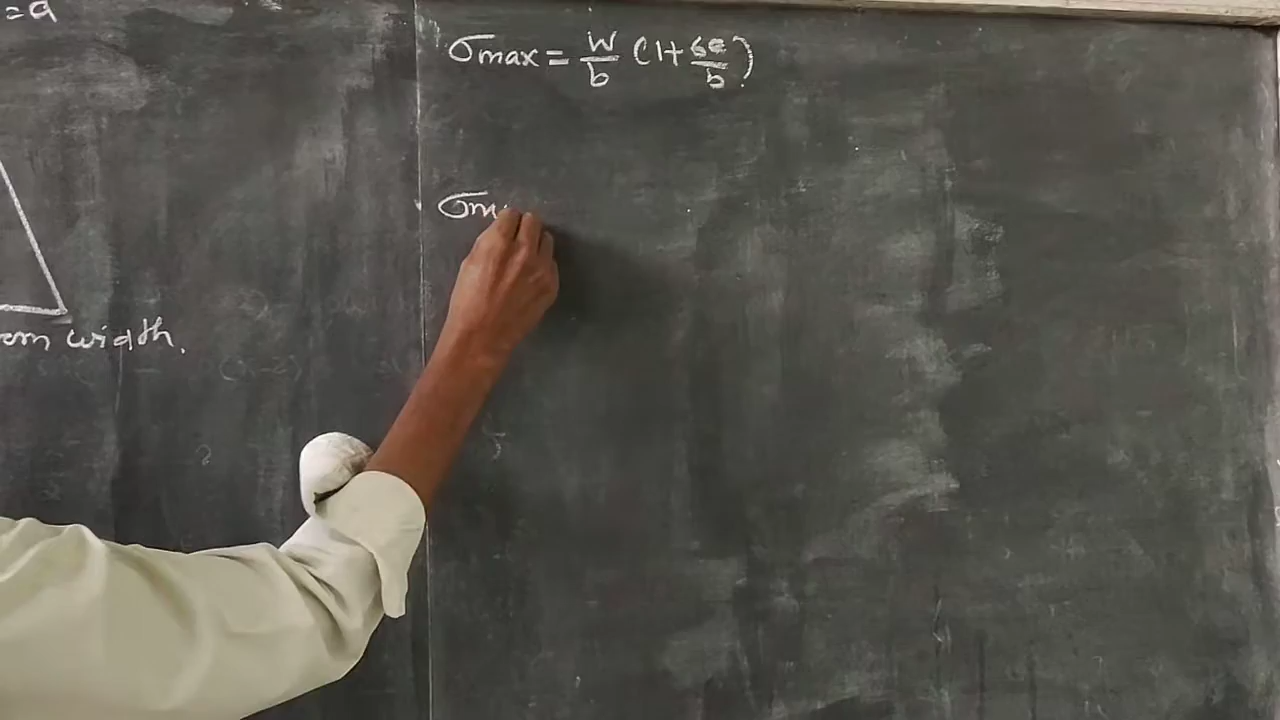 =a
σmax = W/b (1+ 6e/b)
σm
om width.